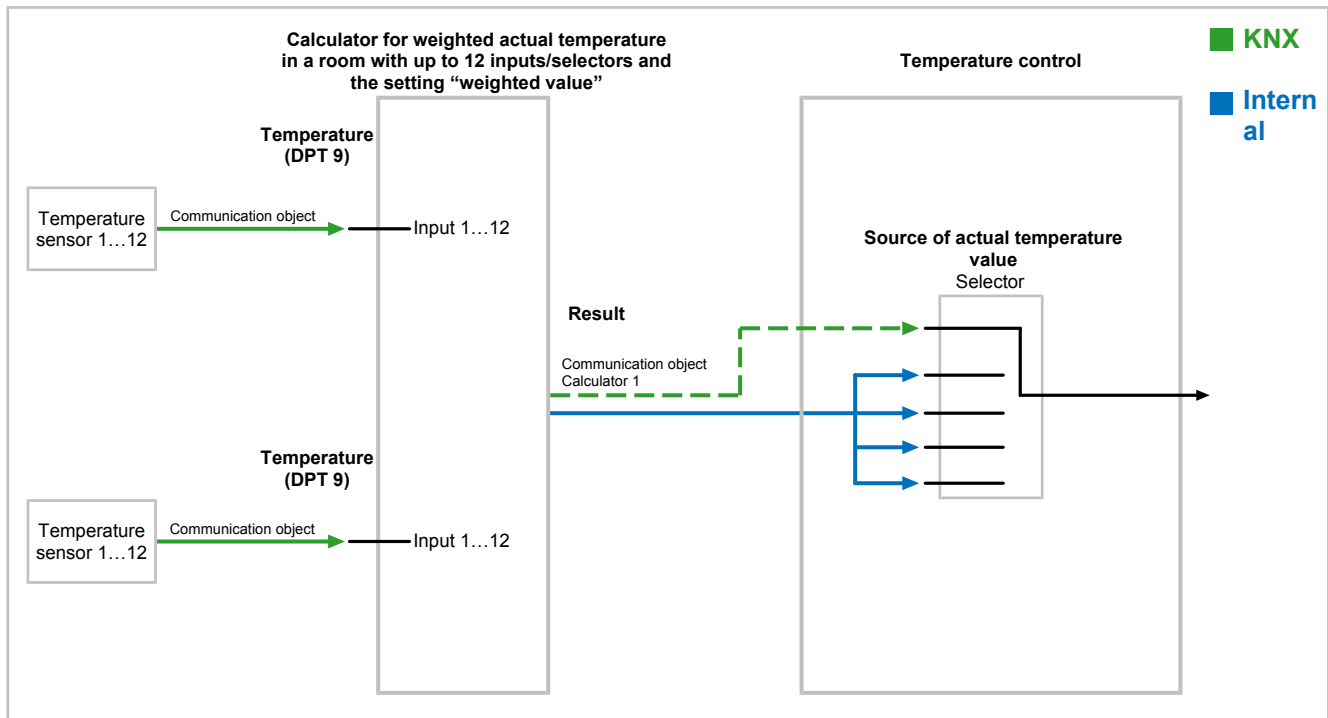 Calculator for weighted actual temperature
in a room with up to 12 inputs/selectors and
the setting “weighted value”
Temperature control
KNX
Intern
al
Temperature
(DPT 9)
Temperature
sensor 1…12
Communication object
Input 1…12
Source of actual temperature
value
Selector
Result
Communication object
Calculator 1
Temperature
(DPT 9)
Temperature
sensor 1…12
Communication object
Input 1…12